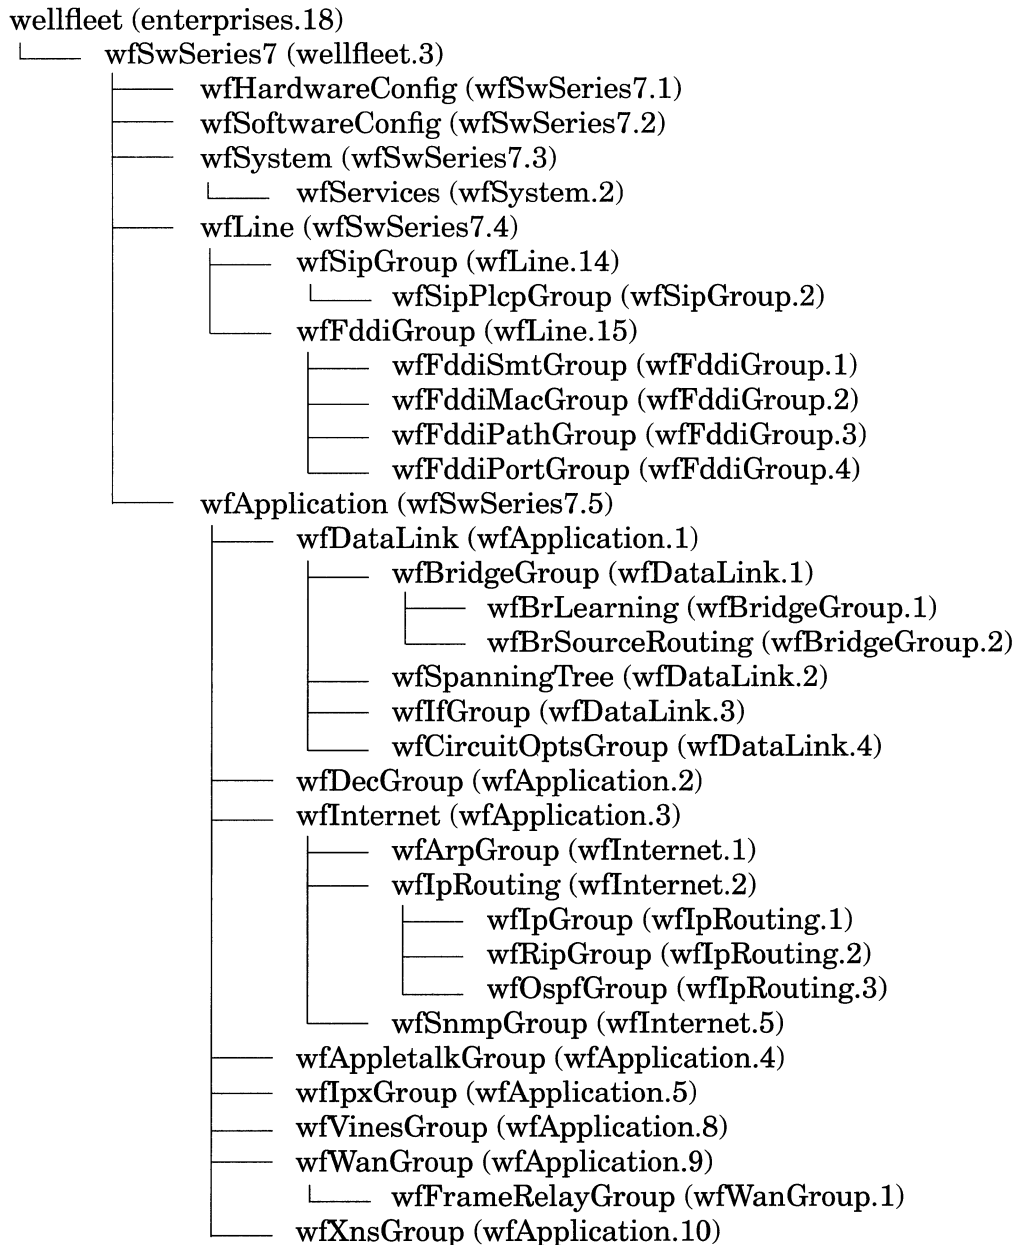 wellfleet (enterprises.18)
wfSwSeries7 (wellfleet.3)
wfHardwareConfig (wfSwSeries7.1)
wfSoftwareConfig (wfSwSeries7.2)
wfSystem (wfSwSeries7.3)
wfServices (wfSystem.2)
wfLine (wfSwSeries7.4)
wfSipGroup (wfLine.14)
wfSipPlcpGroup (wfSipGroup.2)
wfFddiGroup (wfLine.15)
wfFddiSmtGroup (wfFddiGroup.1)
wfFddiMacGroup (wfFddiGroup.2)
wfFddiPathGroup (wfFddiGroup.3)
wfFddiPortGroup (wfFddiGroup.4)
wfApplication (wfSwSeries7.5)
wfDataLink (wfApplication.1)
wfBridgeGroup (wfDataLink.1)
wfBrLearning (wfBridgeGroup.1)
wfBrSourceRouting (wfBridgeGroup.2)
wfSpanningTree (wfDataLink.2)
wfIfGroup (wfDataLink.3)
wfCircuitOptsGroup (wfDataLink.4)
wfDecGroup (wfApplication.2)
wfInternet (wfApplication.3)
wfArpGroup (wfInternet.1)
wfIpRouting (wfInternet.2)
wfIpGroup (wfIpRouting.1)
wfRipGroup (wfIpRouting.2)
wfOspfGroup (wfIpRouting.3)
wfSnmpGroup (wfInternet.5)
wfAppletalkGroup (wfApplication.4)
wfIpxGroup (wfApplication.5)
wfVinesGroup (wfApplication.8)
wfWanGroup (wfApplication.9)
wfFrameRelayGroup (wfWanGroup.1)
wfXnsGroup (wfApplication.10)